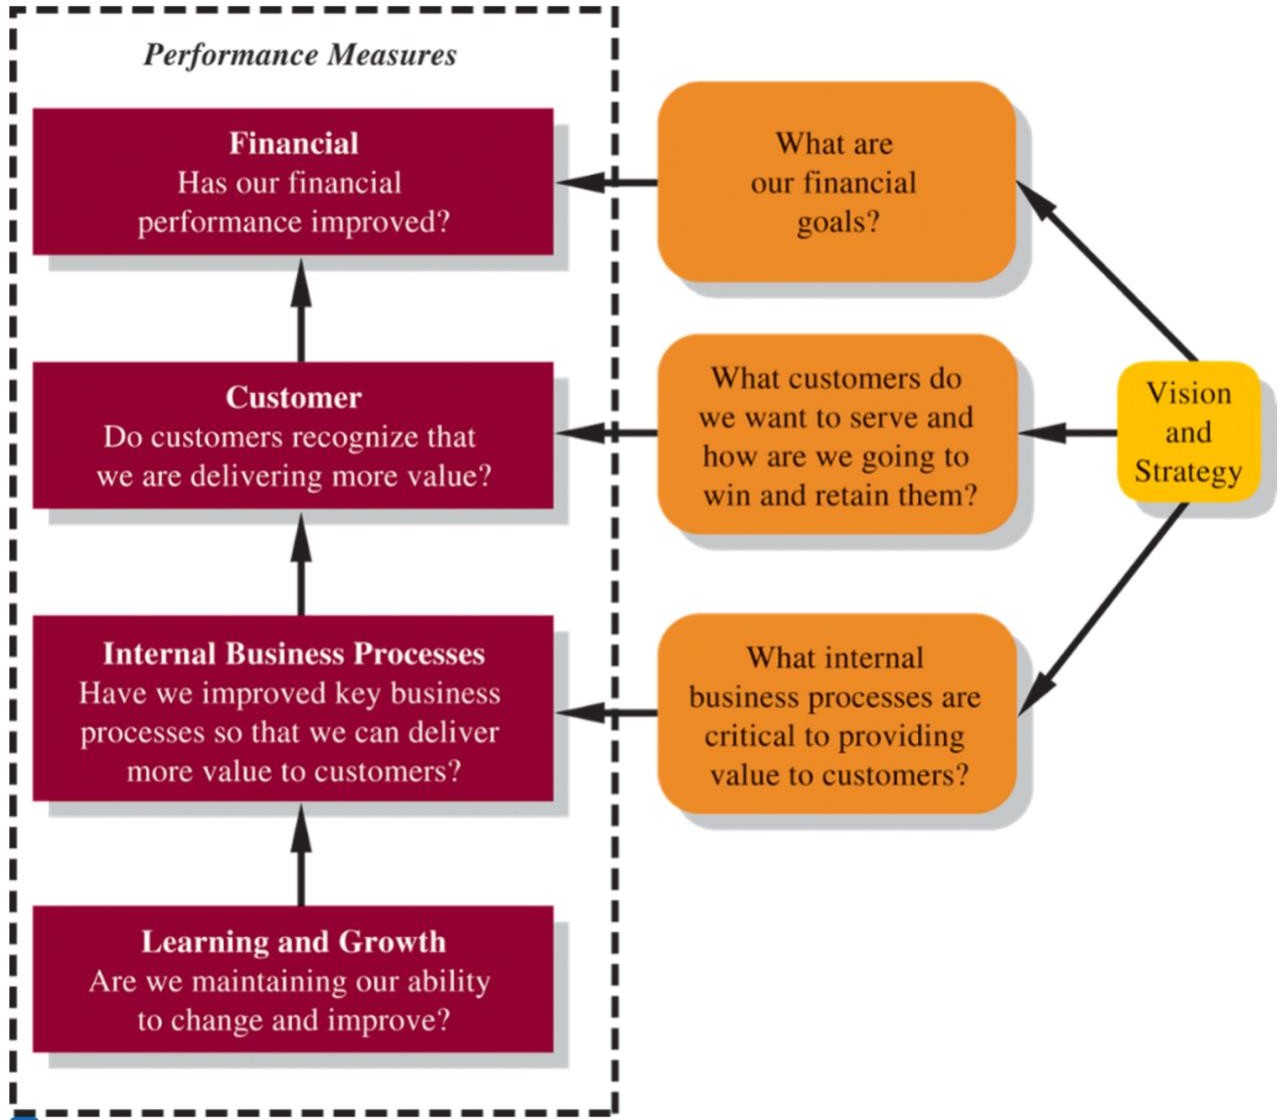 Performance Measures
Financial
Has our financial
performance improved?
What are
our financial
goals?
Customer
Do customers recognize that
we are delivering more value?
What customers do
we want to serve and
how are we going to
win and retain them?
Vision
and
Strategy
Internal Business Processes
Have we improved key business
processes so that we can deliver
more value to customers?
What internal
business processes are
critical to providing
value to customers?
Learning and Growth
Are we maintaining our ability
to change and improve?